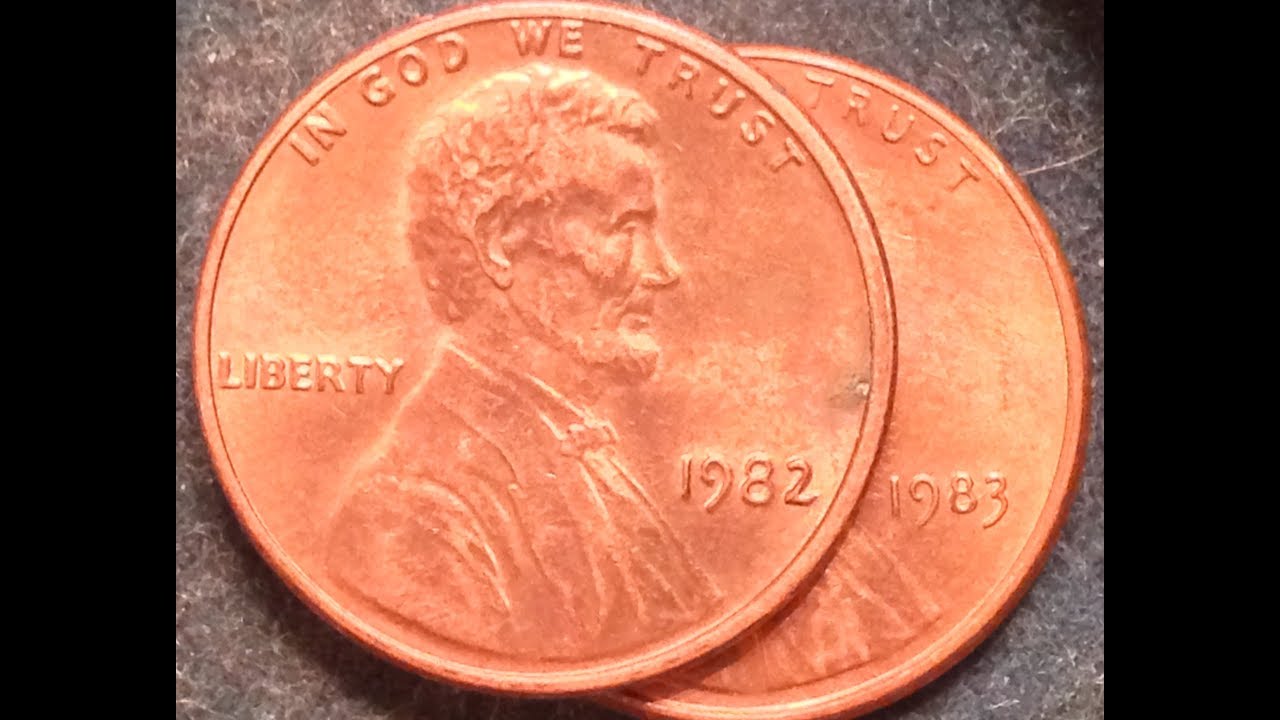 IN GOD WE TRUST
LIBERTY
1982
TRUST
1983